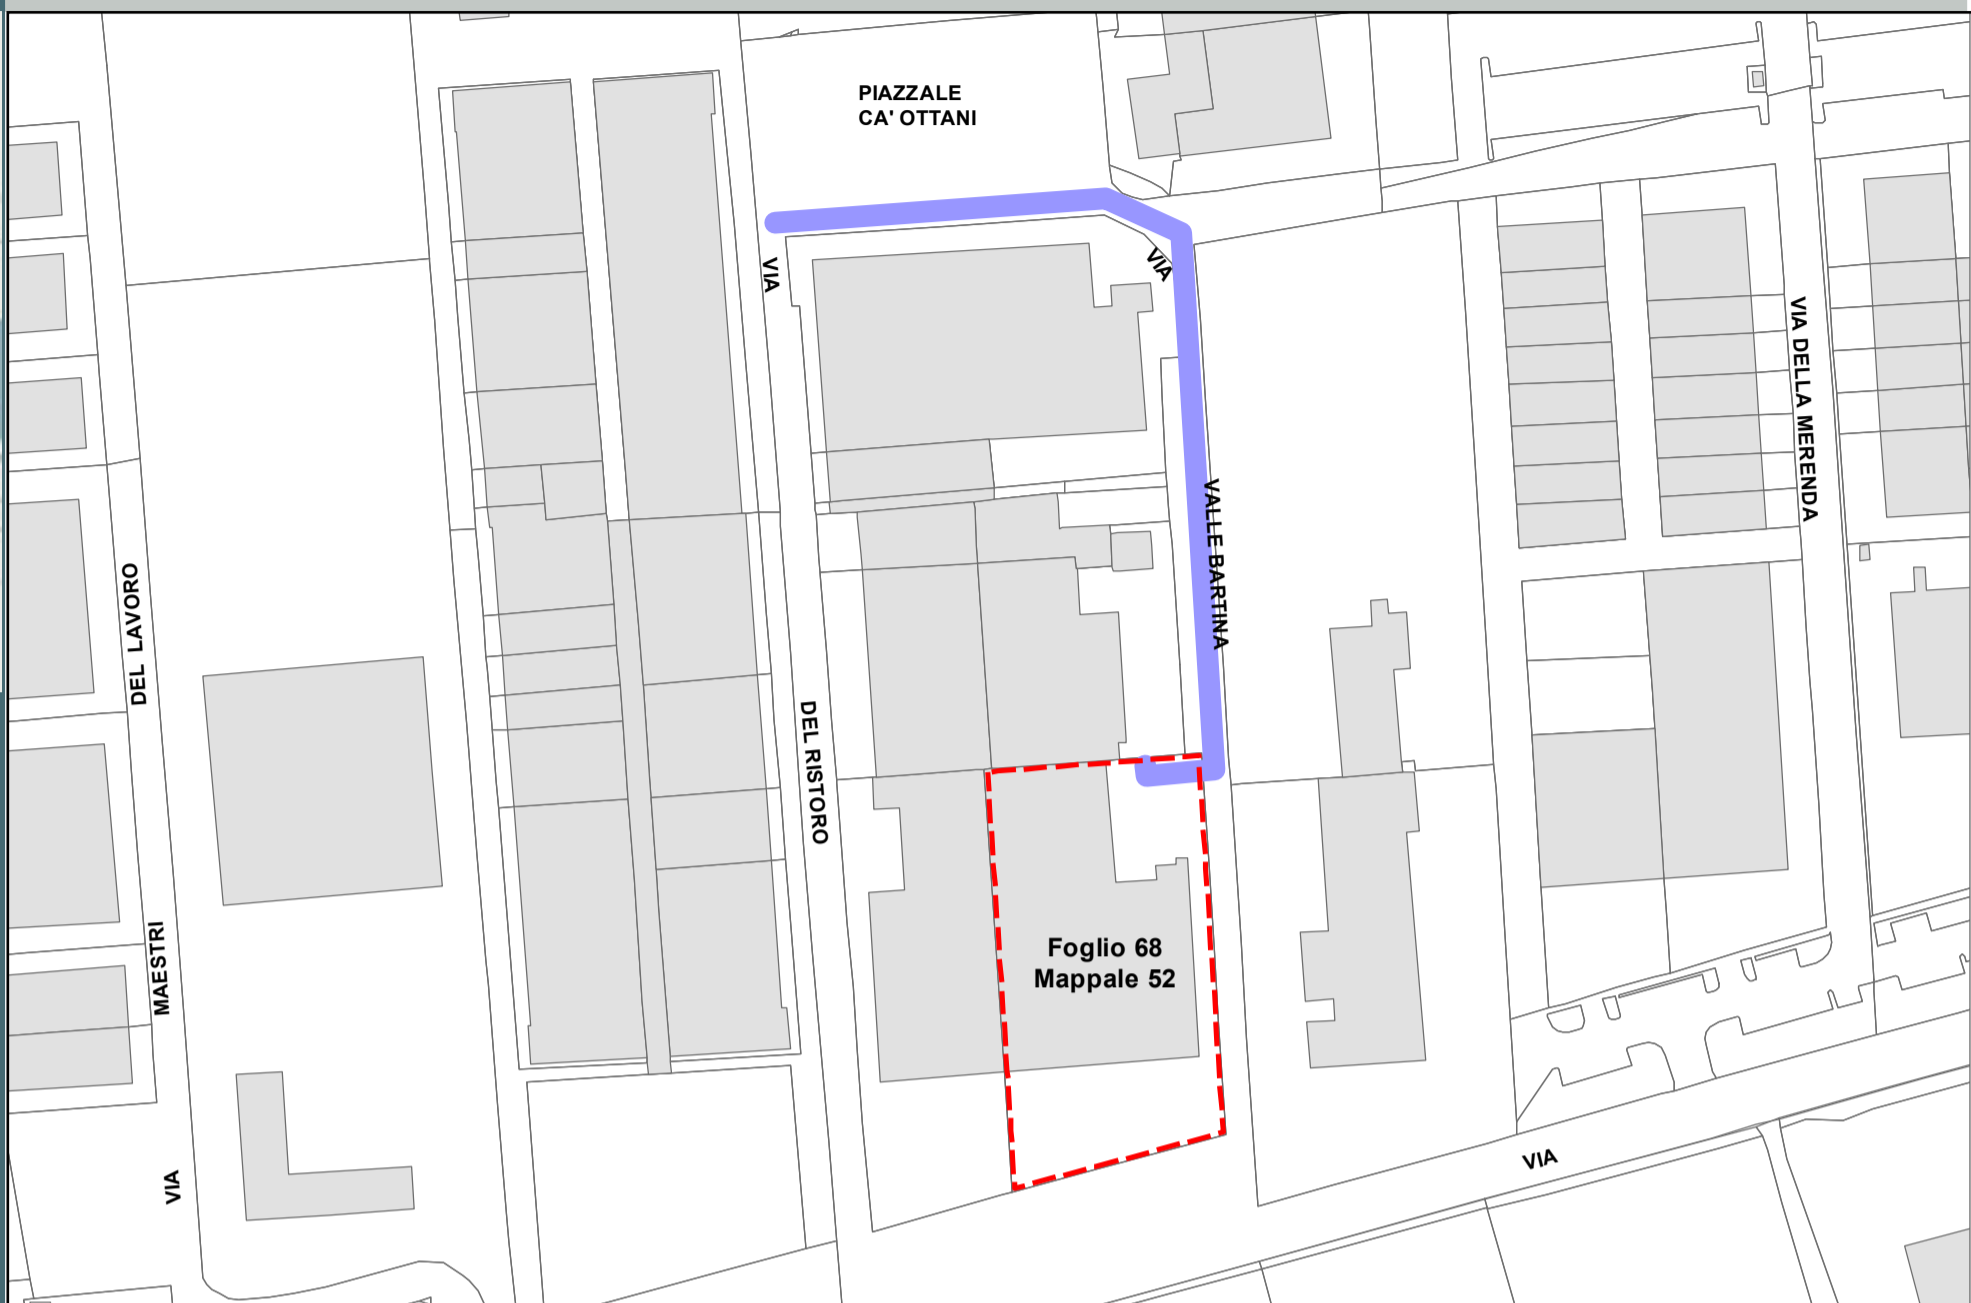 PIAZZALE
CA' OTTANI
VIA
VIA
VIA DELLA MERENDA
VALLE BARTINA
DEL LAVORO
DEL RISTORO
MAESTRI
Foglio 68
Mappale 52
VIA
VIA